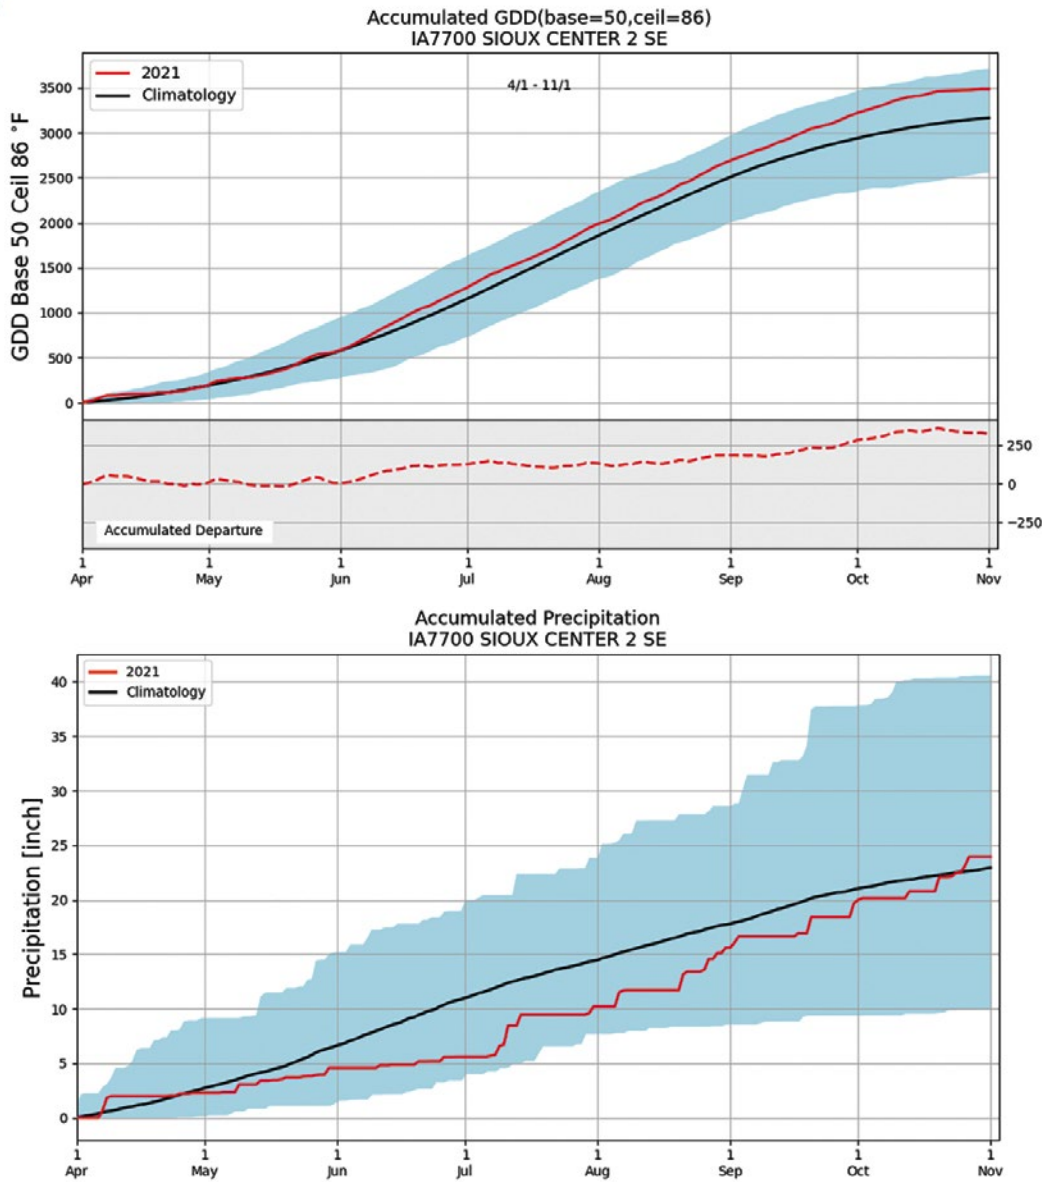 Accumulated GDD(base=50,ceil=86)
IA7700 SIOUX CENTER 2 SE
2021
Climatology
4/1 - 11/1
GDD Base 50 Ceil 86 °F
3500
3000
2500
2000
1500
1000
500
0
250
0
−250
Accumulated Departure
1 1 1 1 1 1 1 1
Apr May Jun Jul Aug Sep Oct Nov
Accumulated Precipitation
IA7700 SIOUX CENTER 2 SE
2021
Climatology
Precipitation [inch]
40
35
30
25
20
15
10
5
0
1 1 1 1 1 1 1 1
Apr May Jun Jul Aug Sep Oct Nov